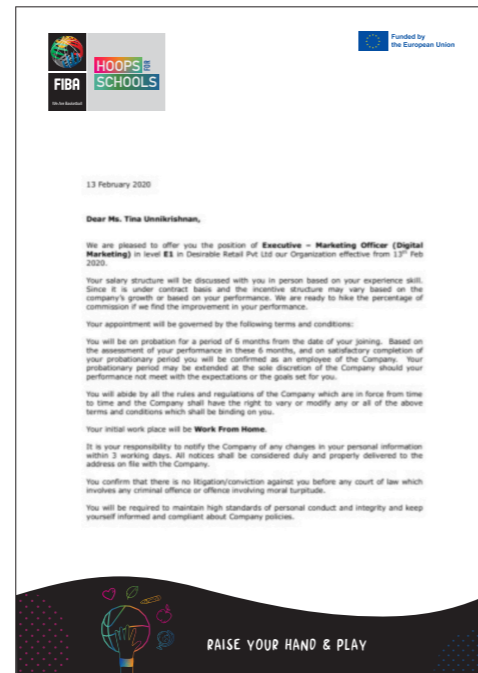 FIBA
We Are Basketball
HOOPS FOR
SCHOOLS
Funded by
the European Union
13 February 2020
Dear Ms. Tina Unnikrishnan,
We are pleased to offer you the position of Executive – Marketing Officer (Digital
Marketing) in level E1 in Desirable Retail Pvt Ltd our Organization effective from 13th Feb
2020.
Your salary structure will be discussed with you in person based on your experience skill.
Since it is under contract basis and the incentive structure may vary based on the
company's growth or based on your performance. We are ready to hike the percentage of
commission if we find the improvement in your performance.
Your appointment will be governed by the following terms and conditions:
You will be on probation for a period of 6 months from the date of your joining. Based on
the assessment of your performance in these 6 months, and on satisfactory completion of
your probationary period you will be confirmed as an employee of the Company. Your
probationary period may be extended at the sole discretion of the Company should your
performance not meet with the expectations or the goals set for you.
You will abide by all the rules and regulations of the Company which are in force from time
to time and the Company shall have the right to vary or modify any or all of the above
terms and conditions which shall be binding on you.
Your initial work place will be Work From Home.
It is your responsibility to notify the Company of any changes in your personal information
within 3 working days. All notices shall be considered duly and properly delivered to the
address on file with the Company.
You confirm that there is no litigation/conviction against you before any court of law which
involves any criminal offence or offence involving moral turpitude.
You will be required to maintain high standards of personal conduct and integrity and keep
yourself informed and compliant about Company policies.
RAISE YOUR HAND & PLAY